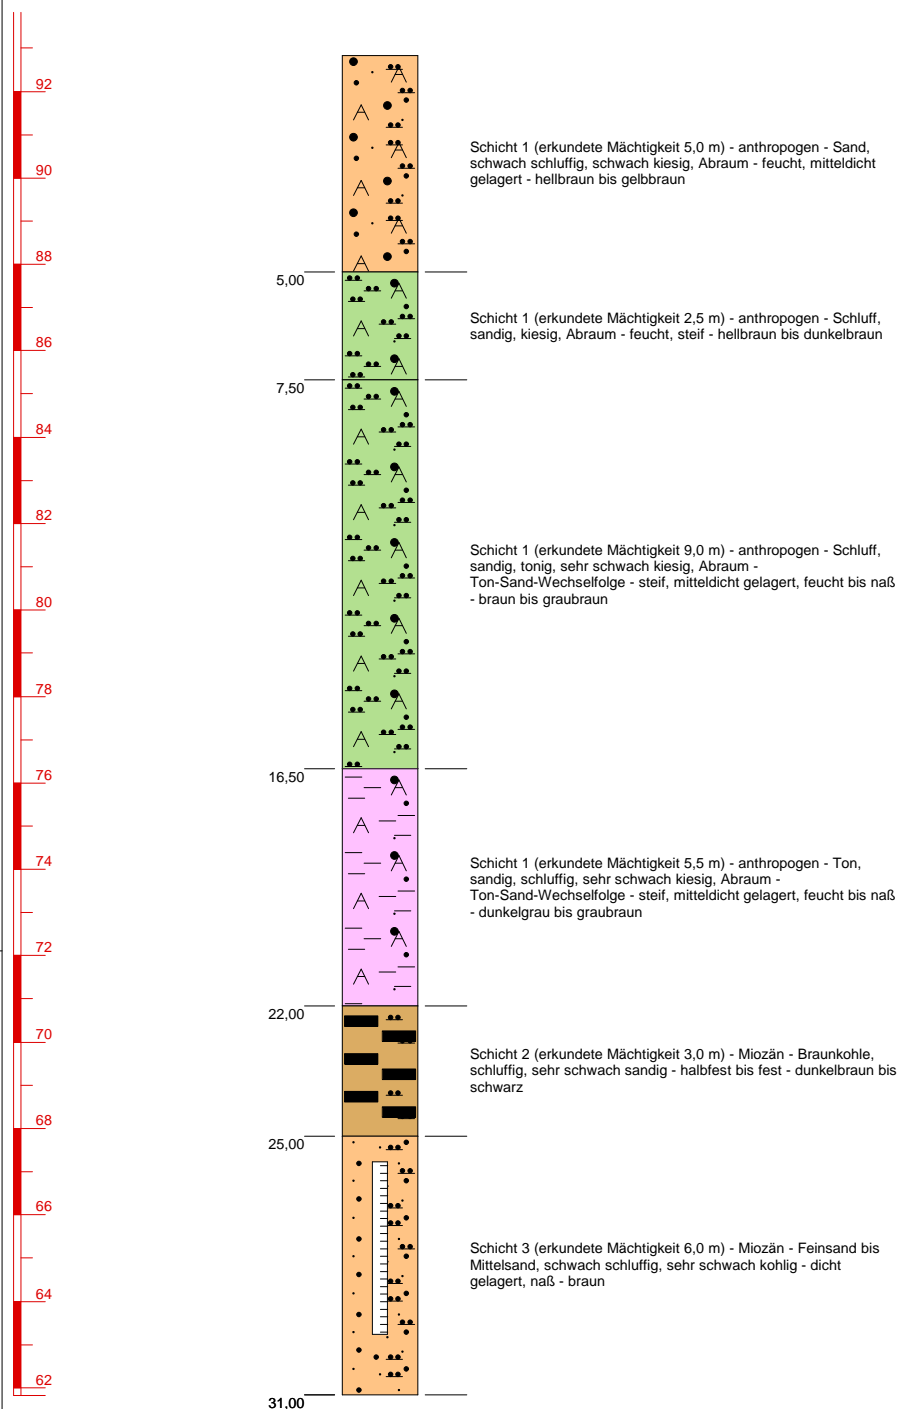 92
Schicht 1 (erkundete Mächtigkeit 5,0 m) - anthropogen - Sand,
schwach schluffig, schwach kiesig, Abraum - feucht, mitteldicht
gelagert - hellbraun bis gelbbraun
90
88
5,00
Schicht 1 (erkundete Mächtigkeit 2,5 m) - anthropogen - Schluff,
sandig, kiesig, Abraum - feucht, steif - hellbraun bis dunkelbraun
86
7,50
84
82
Schicht 1 (erkundete Mächtigkeit 9,0 m) - anthropogen - Schluff,
sandig, tonig, sehr schwach kiesig, Abraum -
Ton-Sand-Wechselfolge - steif, mitteldicht gelagert, feucht bis naß
- braun bis graubraun
80
78
76
16,50
74
Schicht 1 (erkundete Mächtigkeit 5,5 m) - anthropogen - Ton,
sandig, schluffig, sehr schwach kiesig, Abraum -
Ton-Sand-Wechselfolge - steif, mitteldicht gelagert, feucht bis naß
- dunkelgrau bis graubraun
72
22,00
70
Schicht 2 (erkundete Mächtigkeit 3,0 m) - Miozän - Braunkohle,
schluffig, sehr schwach sandig - halbfest bis fest - dunkelbraun bis
schwarz
68
25,00
66
Schicht 3 (erkundete Mächtigkeit 6,0 m) - Miozän - Feinsand bis
Mittelsand, schwach schluffig, sehr schwach kohlig - dicht
gelagert, naß - braun
64
62
31,00